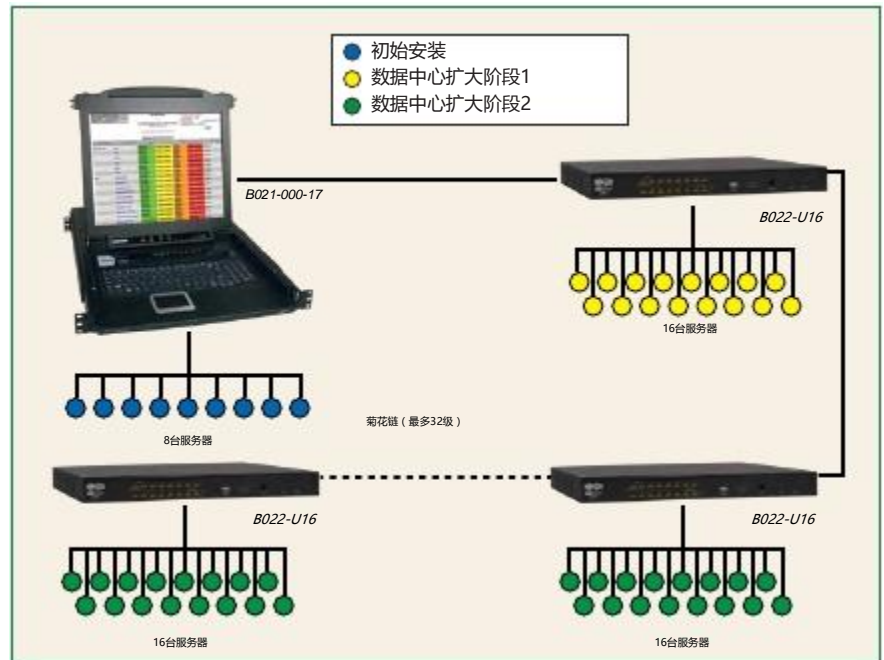 初始安装
数据中心扩大阶段1
数据中心扩大阶段2
B021-000-17
B022-U16
16台服务器
8台服务器
菊花链（最多32级）
B022-U16
B022-U16
16台服务器
16台服务器